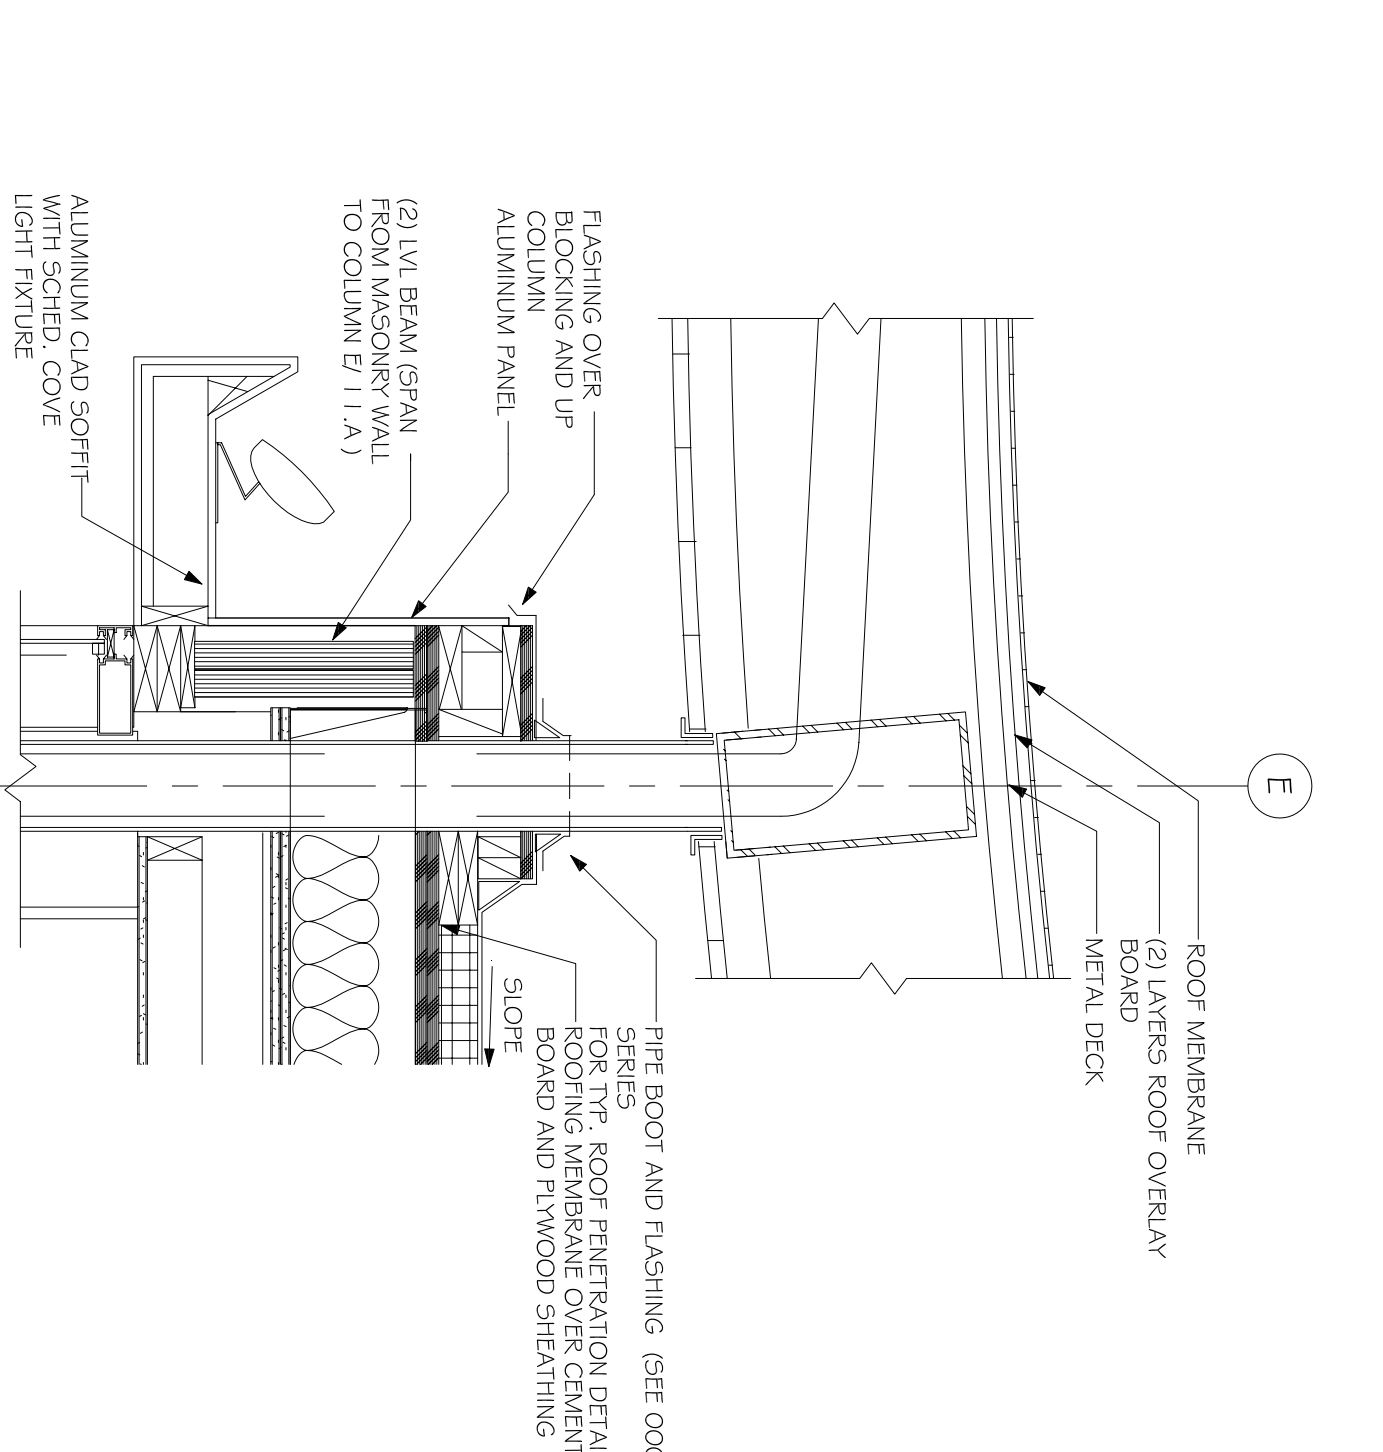 E
ROOF MEMBRANE
(2) LAYERS ROOF OVERLAY
BOARD
METAL DECK
FLASHING OVER
BLOCKING AND UP
COLUMN
ALUMINUM PANEL
(2) LVL BEAM (SPAN
FROM MASONRY WALL
TO COLUMN E/ 11.A )
ALUMINUM CLAD SOFFIT
WITH SCHED. COVE
LIGHT FIXTURE
PIPE BOOT AND FLASHING (SEE
SERIES
FOR TYP. ROOF PENETRATION
ROOFING MEMBRANE OVER CEMENT
BOARD AND PLYWOOD SHEATHING
SLOPE